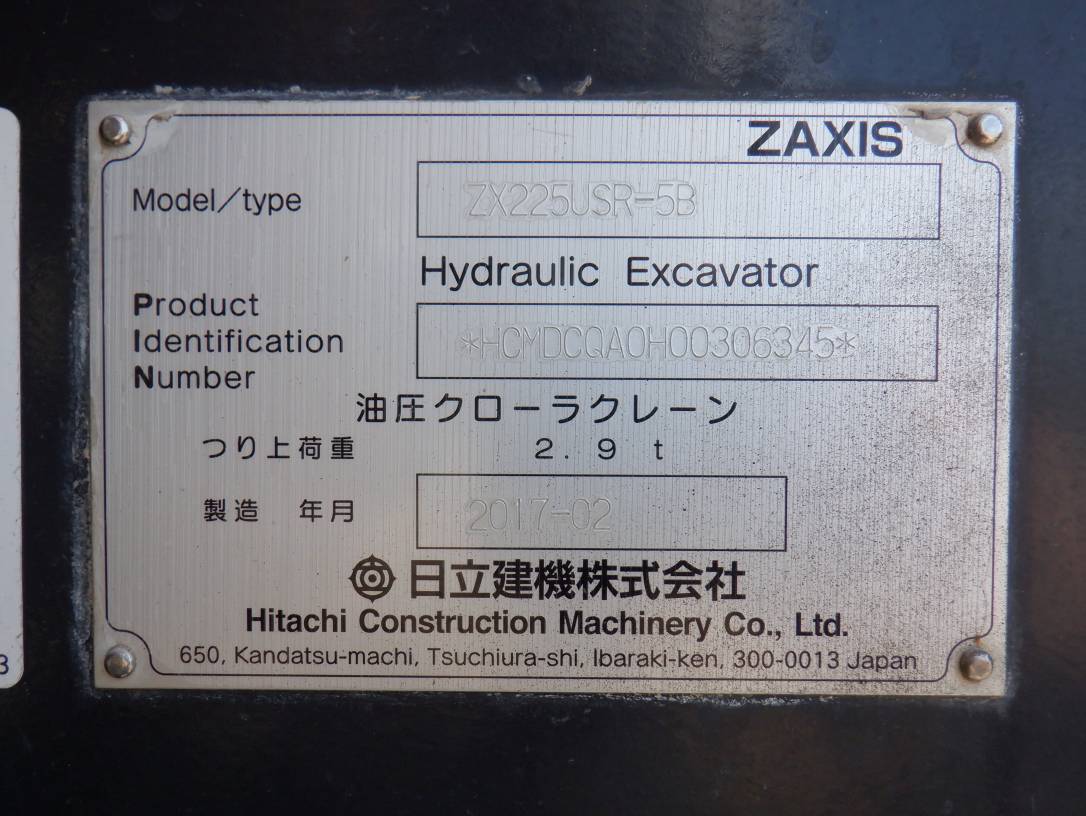 ZAXIS
Model/type ZX225USR-5B
Hydraulic Excavator
Product
Identification *HCMDCQA0H00306345*
Number
油圧クローラクレーン
つり上荷重 2.9 t
製造 年月 2017-02
日立建機株式会社
Hitachi Construction Machinery Co., Ltd.
650, Kandatsu-machi, Tsuchiura-shi, Ibaraki-ken, 300-0013 Japan
3